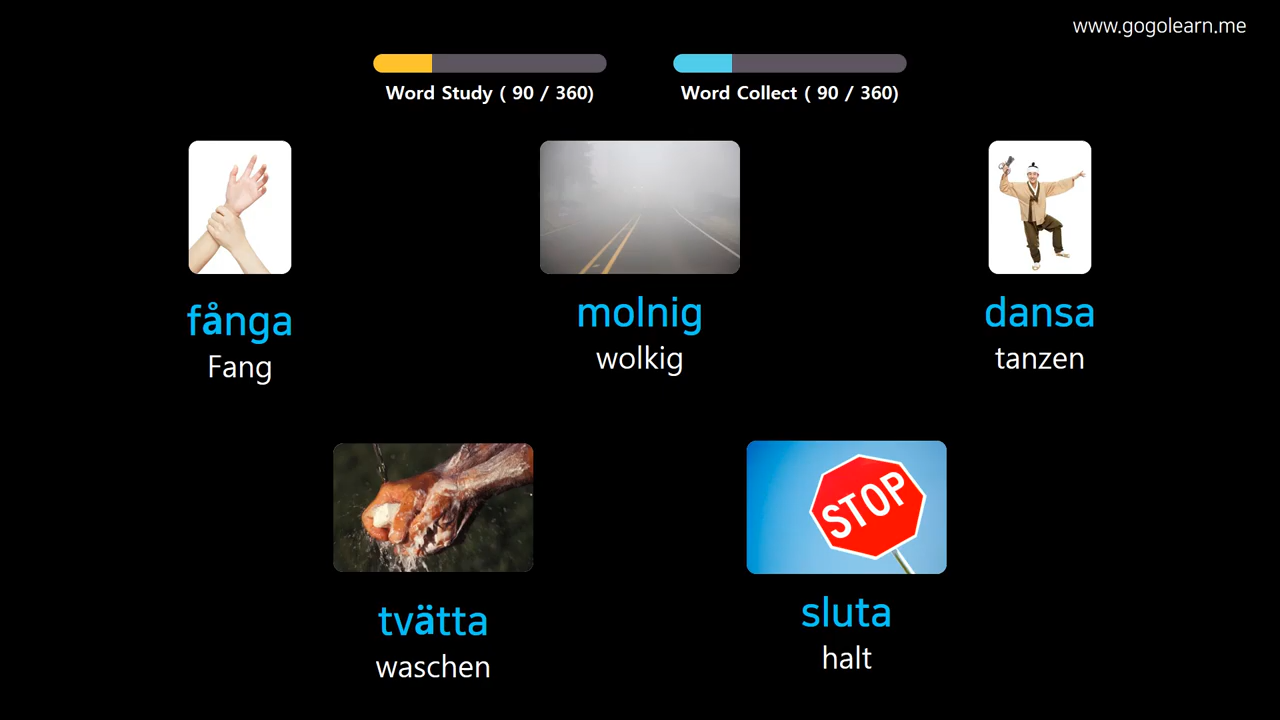 www.gogolearn.me
Word Study ( 90 / 360)
Word Collect ( 90 / 360)
fånga
Fang
molnig
wolkig
dansa
tanzen
STOP
tvätta
waschen
sluta
halt